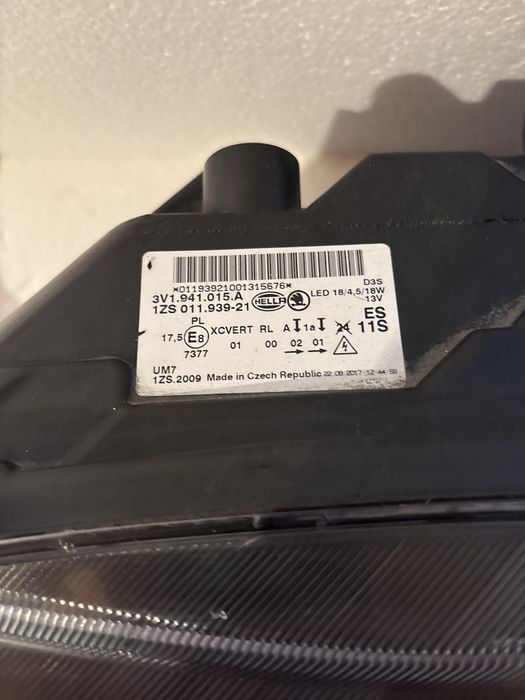 *01193921001315676*
D3S
3V1.941.015.A HELLA LED 18/4,5/18W
1ZS 011.939-21 13V
PL ES
17,5 E8 XCVERT RL A 1a 11S
7377 01 00 02 01
UM7
1ZS.2009 Made in Czech Republic 22 09 2017 12:44:58